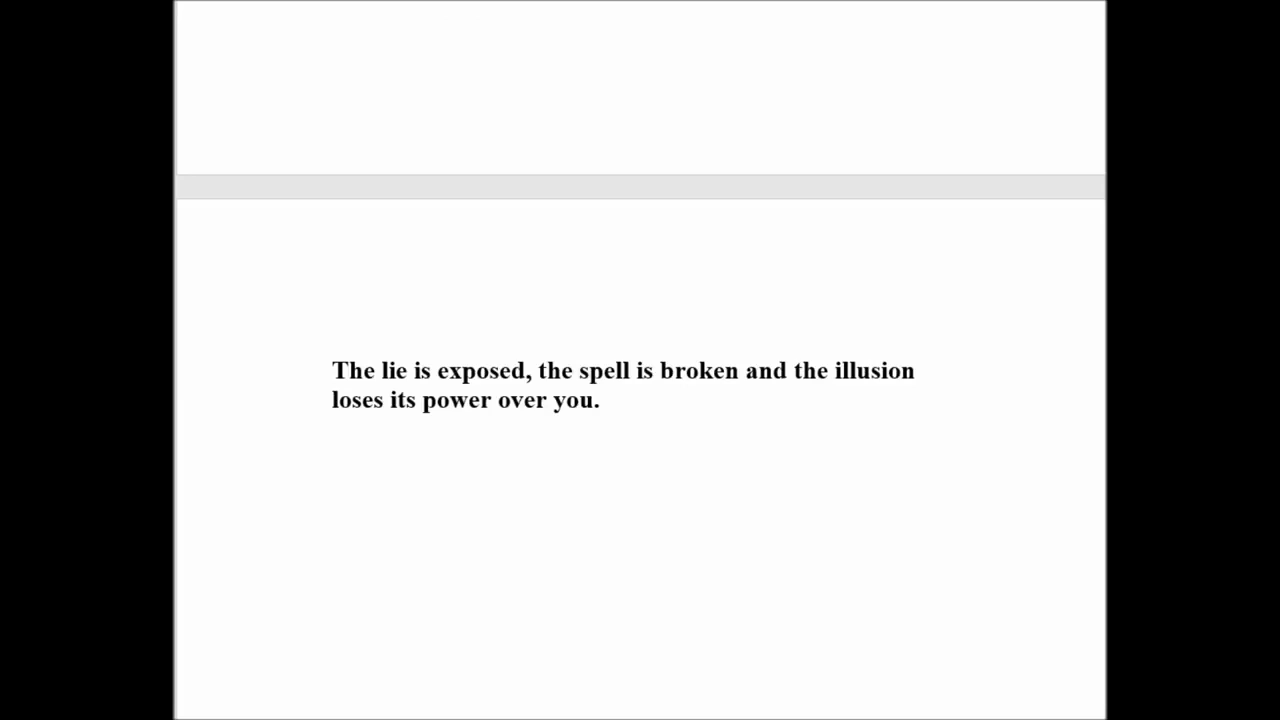 The lie is exposed, the spell is broken and the illusion
loses its power over you.